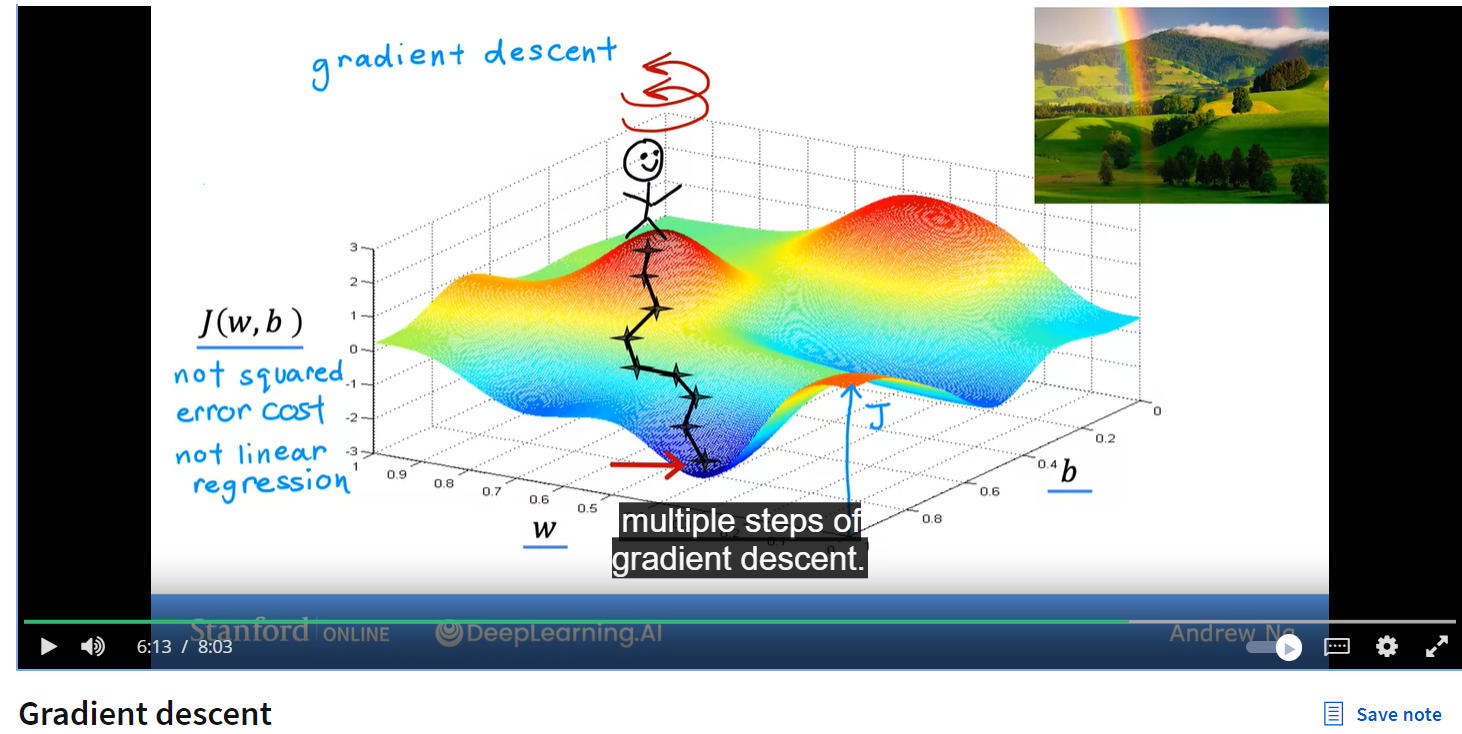 gradient descent
3
2
1
0
-1
-2
-3
J(w, b )
not squared
error cost
not linear
regression
1
0.9
0.8
0.7
0.6
0.5
w
J
0
0.2
0.4
b
0.6
0.8
multiple steps of
gradient descent.
Stanford ONLINE
DeepLearning.AI
Andrew Ng
6:13 / 8:03
Gradient descent
Save note